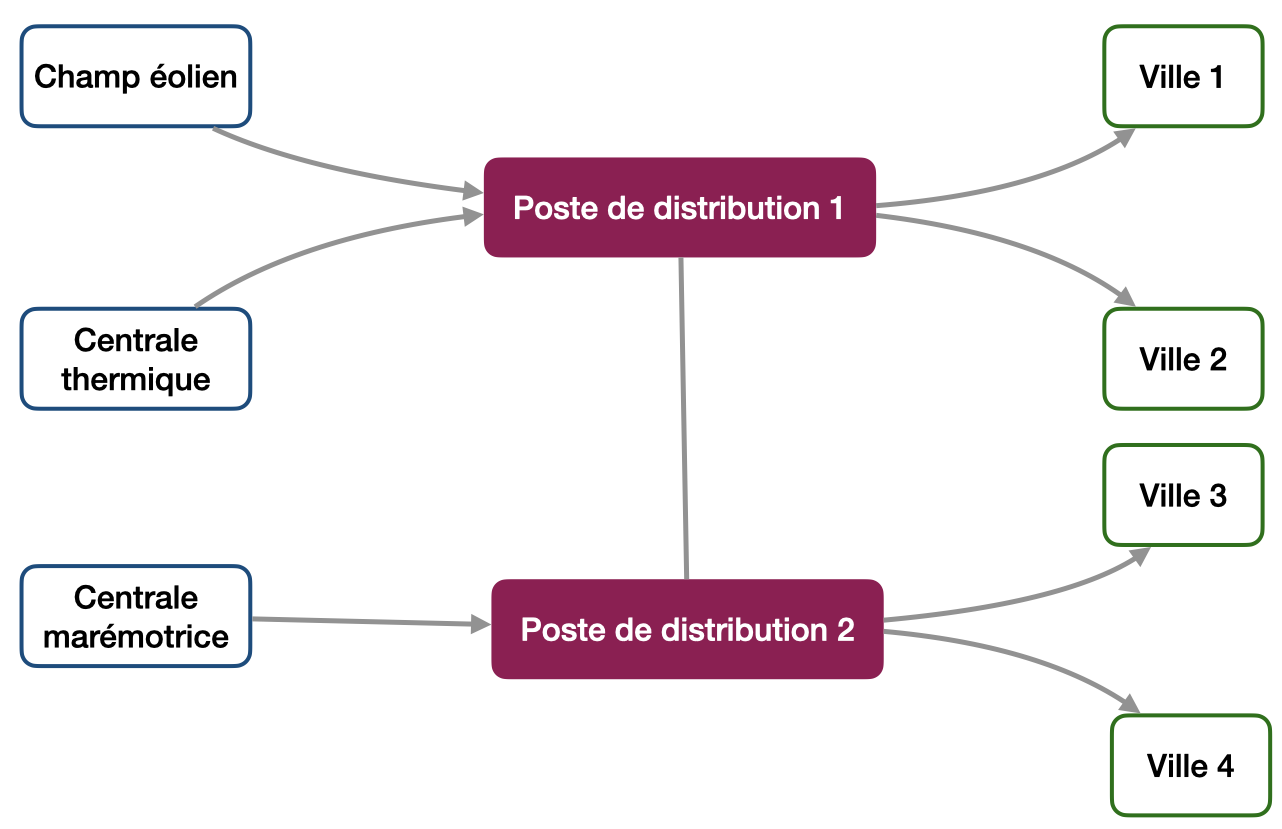 Champ éolien
Ville 1
Poste de distribution 1
Centrale
thermique
Ville 2
Ville 3
Centrale
marémotrice
Poste de distribution 2
Ville 4